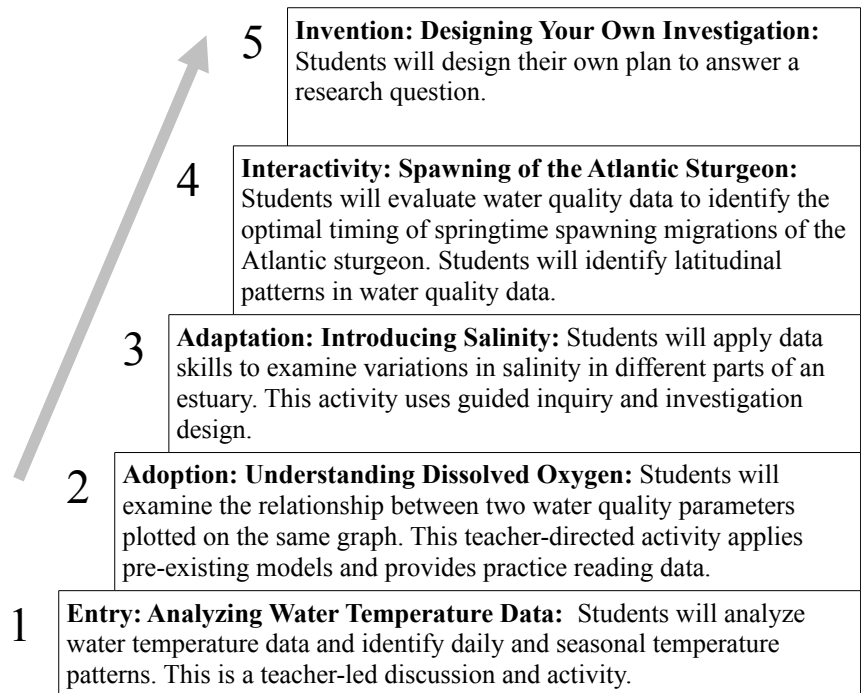 5
Invention: Designing Your Own Investigation:
Students will design their own plan to answer a
research question.
4
Interactivity: Spawning of the Atlantic Sturgeon:
Students will evaluate water quality data to identify the
optimal timing of springtime spawning migrations of the
Atlantic sturgeon. Students will identify latitudinal
patterns in water quality data.
3
Adaptation: Introducing Salinity: Students will apply data
skills to examine variations in salinity in different parts of an
estuary. This activity uses guided inquiry and investigation
design.
2
Adoption: Understanding Dissolved Oxygen: Students will
examine the relationship between two water quality parameters
plotted on the same graph. This teacher-directed activity applies
pre-existing models and provides practice reading data.
1
Entry: Analyzing Water Temperature Data: Students will analyze
water temperature data and identify daily and seasonal temperature
patterns. This is a teacher-led discussion and activity.